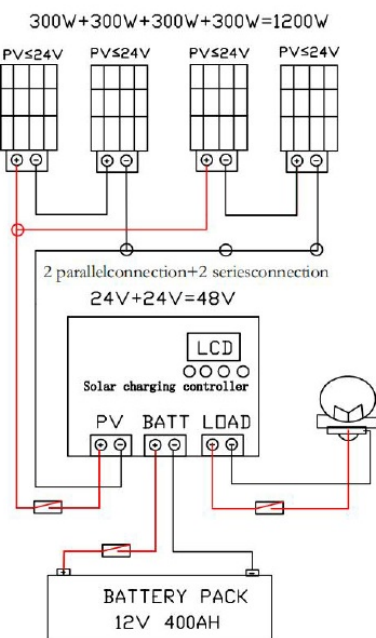 300W+300W+300W+300W=1200W
PV≤24V PV≤24V PV≤24V PV≤24V
2 parallelconnection+2 seriesconnection
24V+24V=48V
LCD
Solar charging controller
PV BATT LOAD
BATTERY PACK
12V 400AH